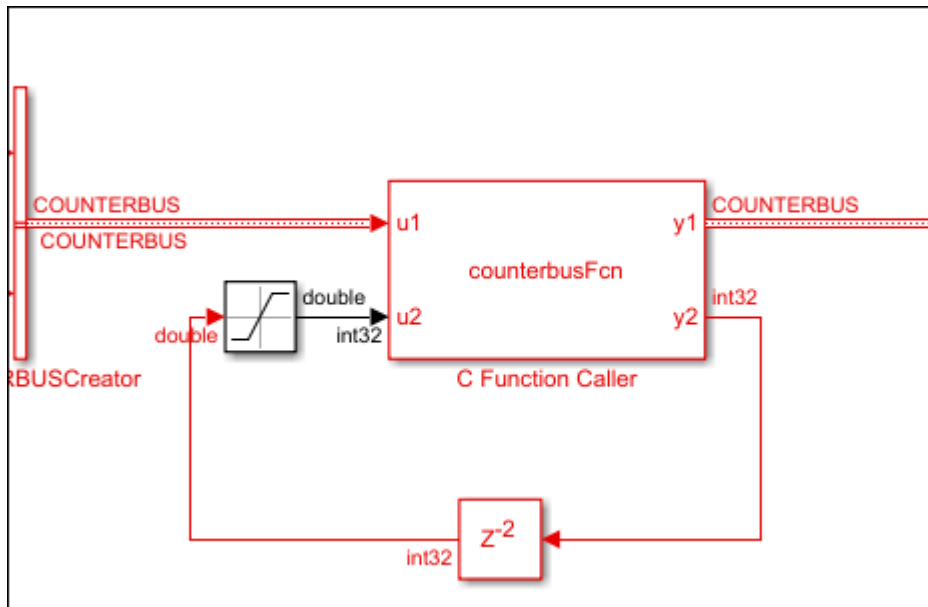 COUNTERBUS
COUNTERBUS
COUNTERBUS
u1
y1
counterbusFcn
double
int32
double
int32
u2
y2
RBUSCreator
C Function Caller
Z-2
int32